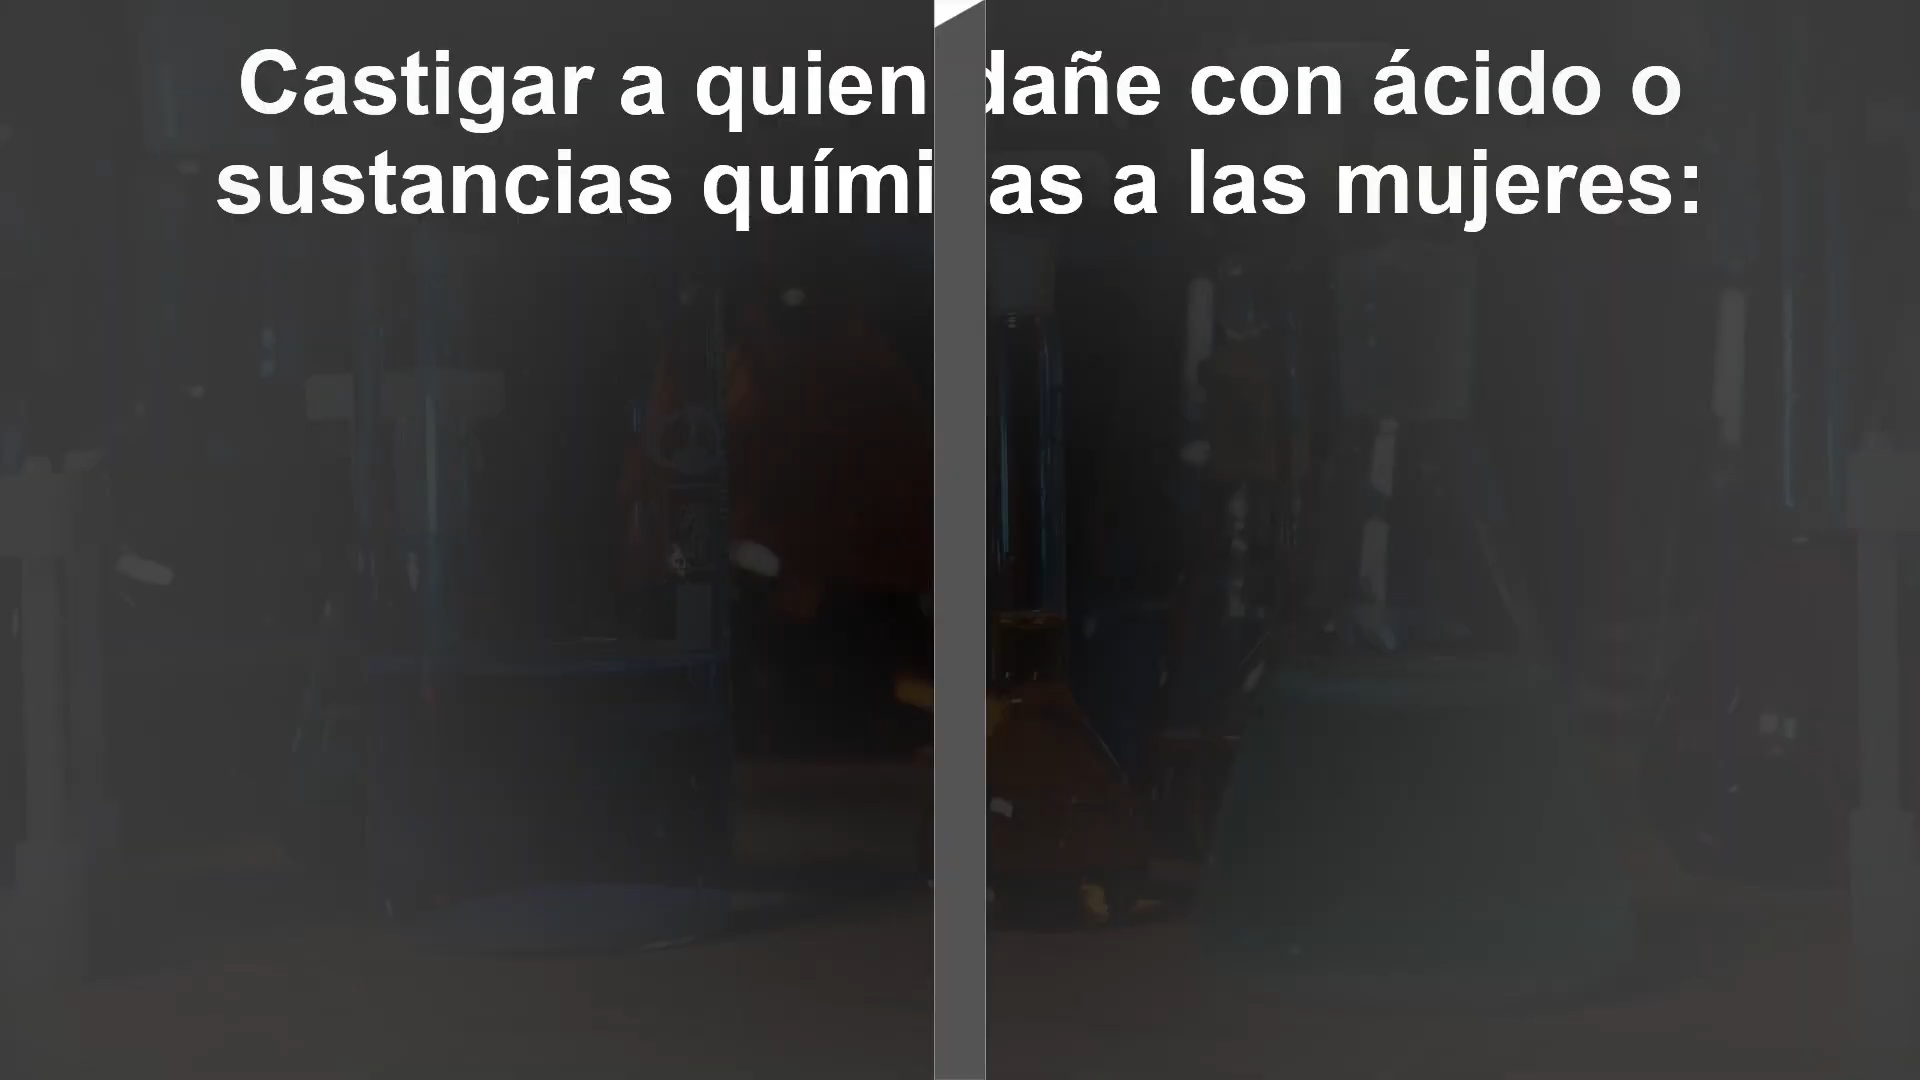 Castigar a quien dañe con ácido o
sustancias químicas a las mujeres: